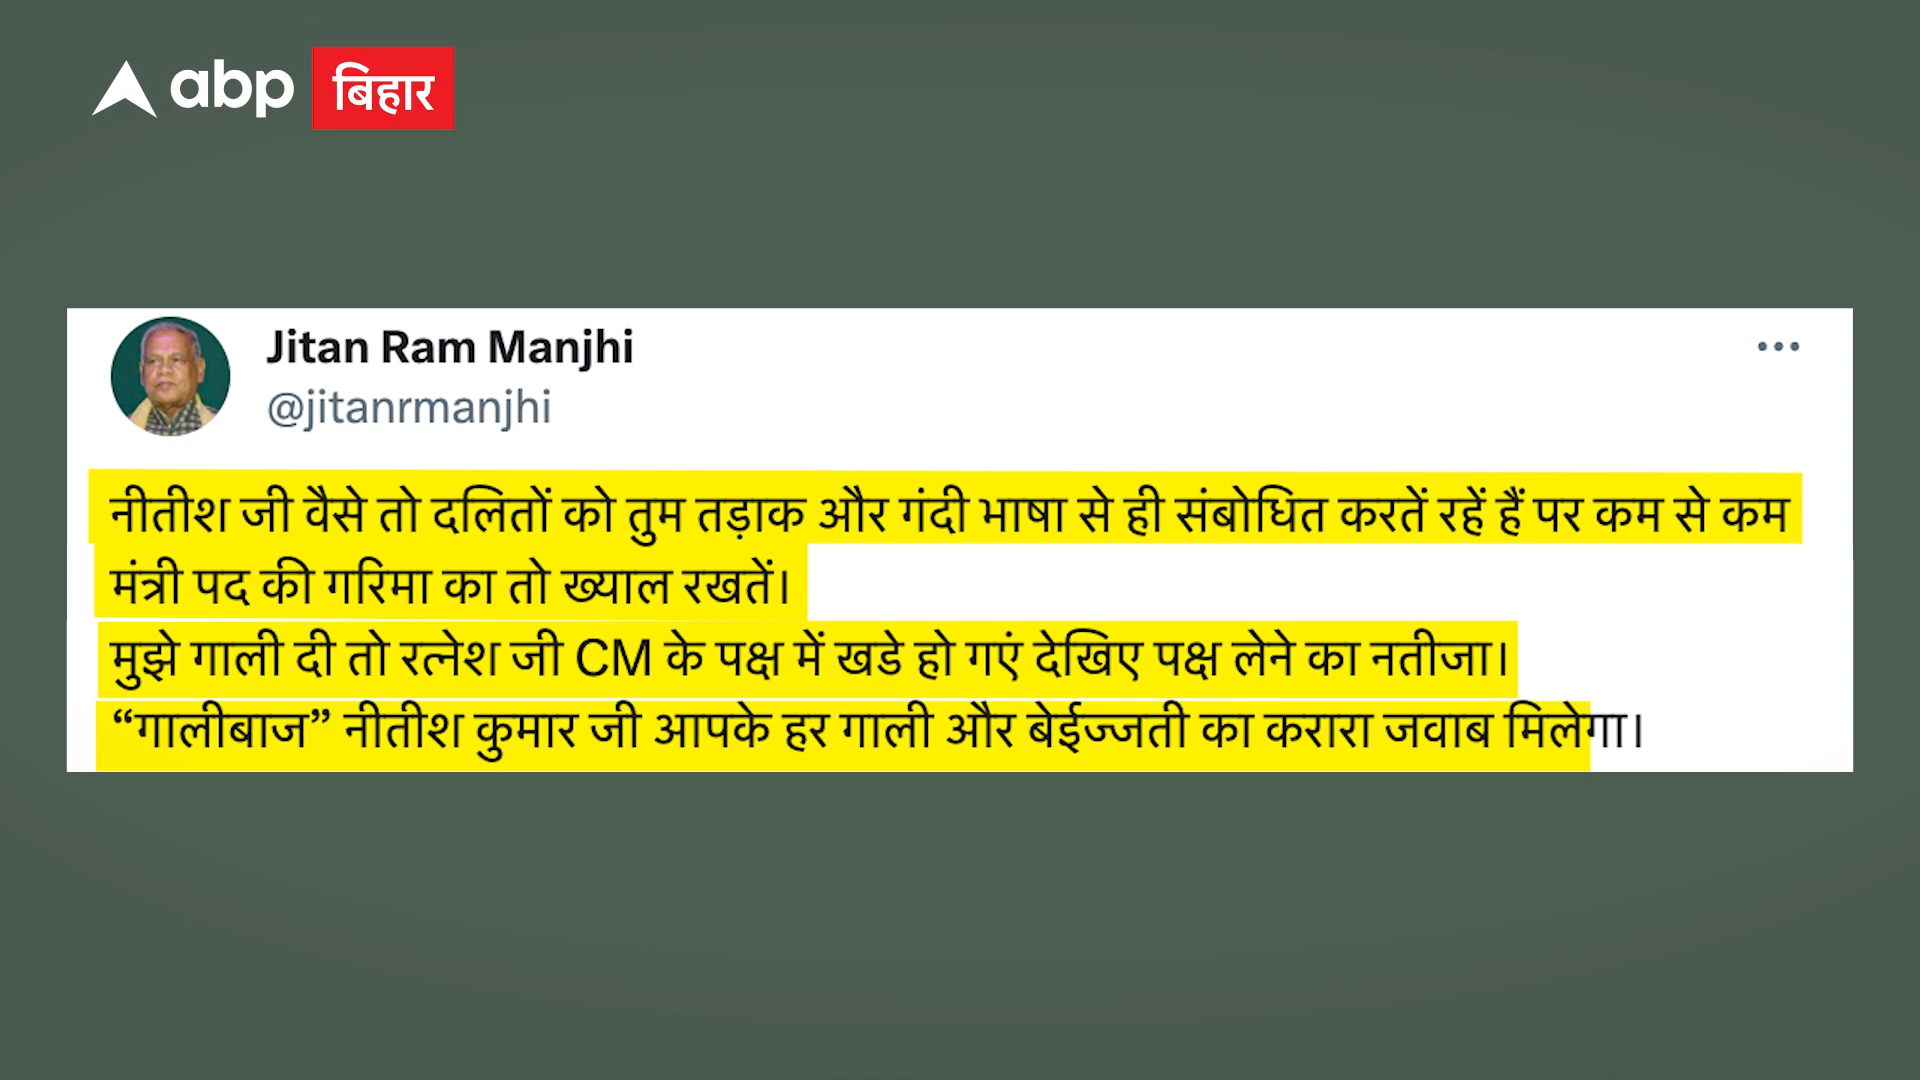 abp बिहार
Jitan Ram Manjhi
@jitanrmanjhi
नीतीश जी वैसे तो दलितों को तुम तड़ाक और गंदी भाषा से ही संबोधित करतें रहें हैं पर कम से कम
मंत्री पद की गरिमा का तो ख्याल रखतें।
मुझे गाली दी तो रत्नेश जी CM के पक्ष में खडे हो गएं देखिए पक्ष लेने का नतीजा।
“गालीबाज” नीतीश कुमार जी आपके हर गाली और बेईज्जती का करारा जवाब मिलेगा।